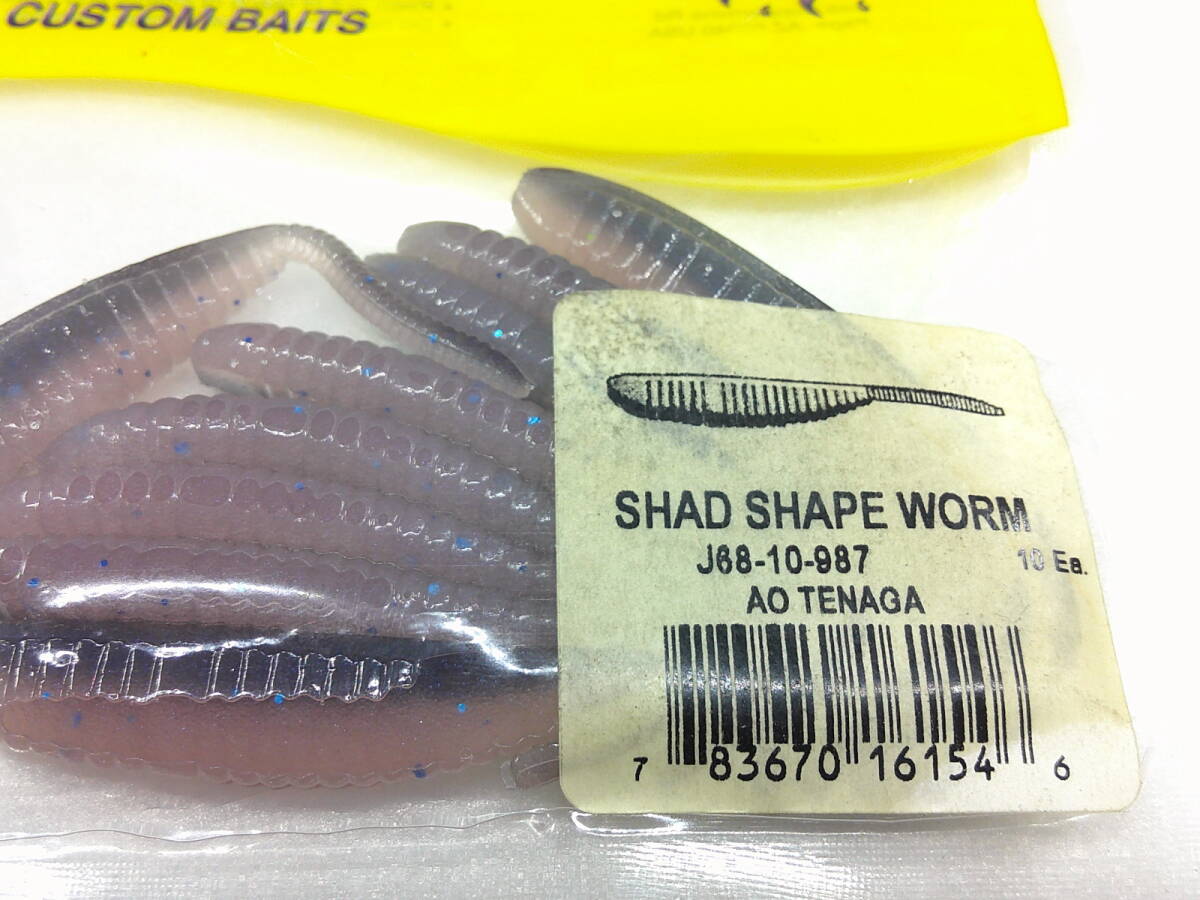 CUSTOM BAITS
SHAD SHAPE WORM
J68-10-987 10 Ea.
AO TENAGA
7 83670 16154 6